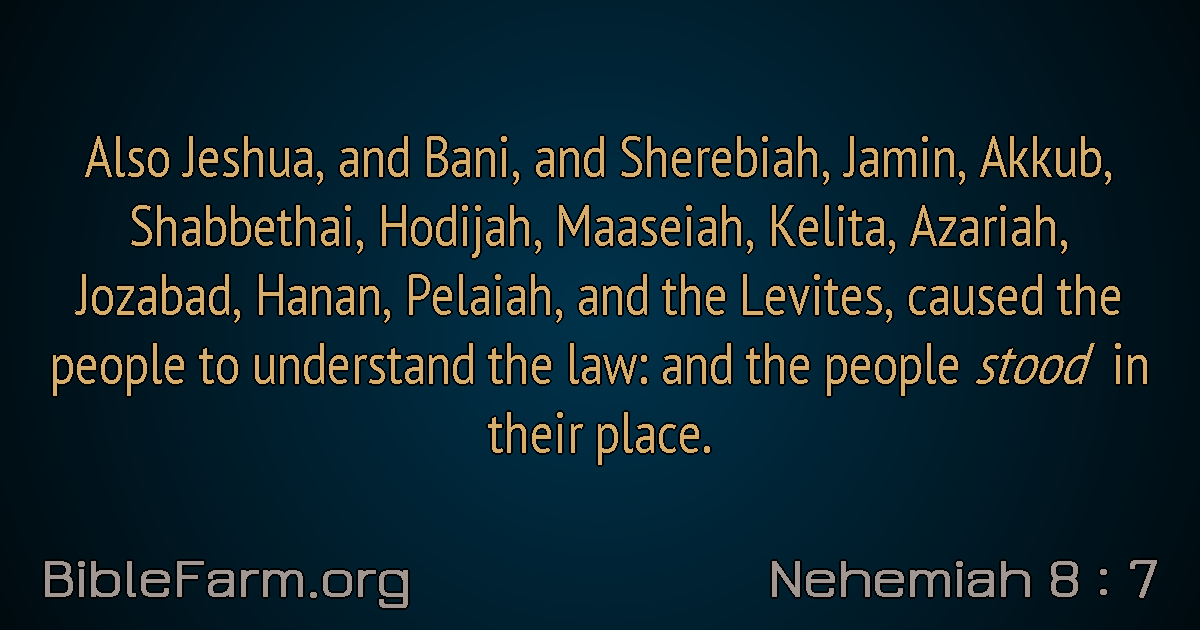 Also Jeshua, and Bani, and Sherebiah, Jamin, Akkub,
Shabbethai, Hodijah, Maaseiah, Kelita, Azariah,
Jozabad, Hanan, Pelaiah, and the Levites, caused the
people to understand the law: and the people stood in
their place.
BibleFarm.org
Nehemiah 8 : 7